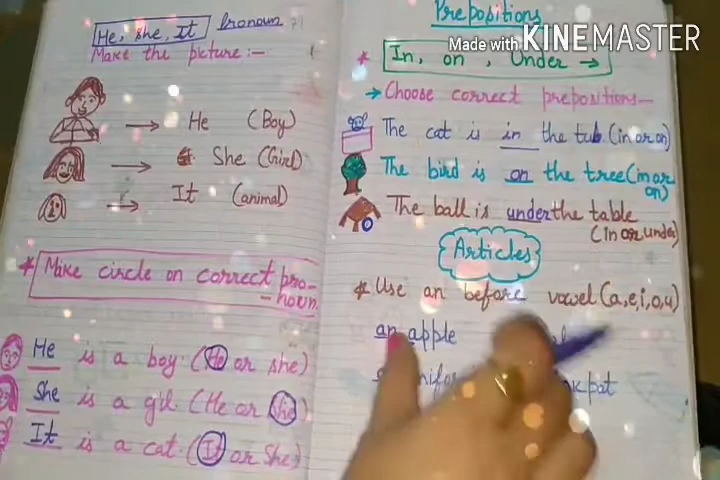 He, she, It Pronoun
Make the picture:-
→ He (Boy)
→ She (Girl)
→ It (animal)
* Make circle on correct pro-
-noun.
He is a boy. (He or she)
She is a girl. (He or She)
It is a cat. (It or She)
Prepositions
Made with KINEMASTER
* In, on, Under →
→ Choose correct prepositions-
The cat is in the tub. (in or on)
The bird is on the tree (in or
on)
The ball is under the table
(in or under)
Articles
* Use an before vowel (a,e,i,o,u)
an apple